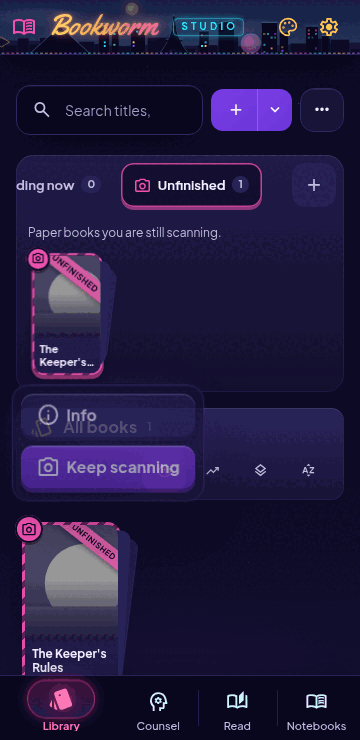 Bookworm STUDIO
Search titles,
ding now 0
Unfinished 1
Paper books you are still scanning.
UNFINISHED
The
Keeper's...
Info
All books 1
Keep scanning
AZ
UNFINISHED
The Keeper's
Rules
Library
Counsel
Read
Notebooks